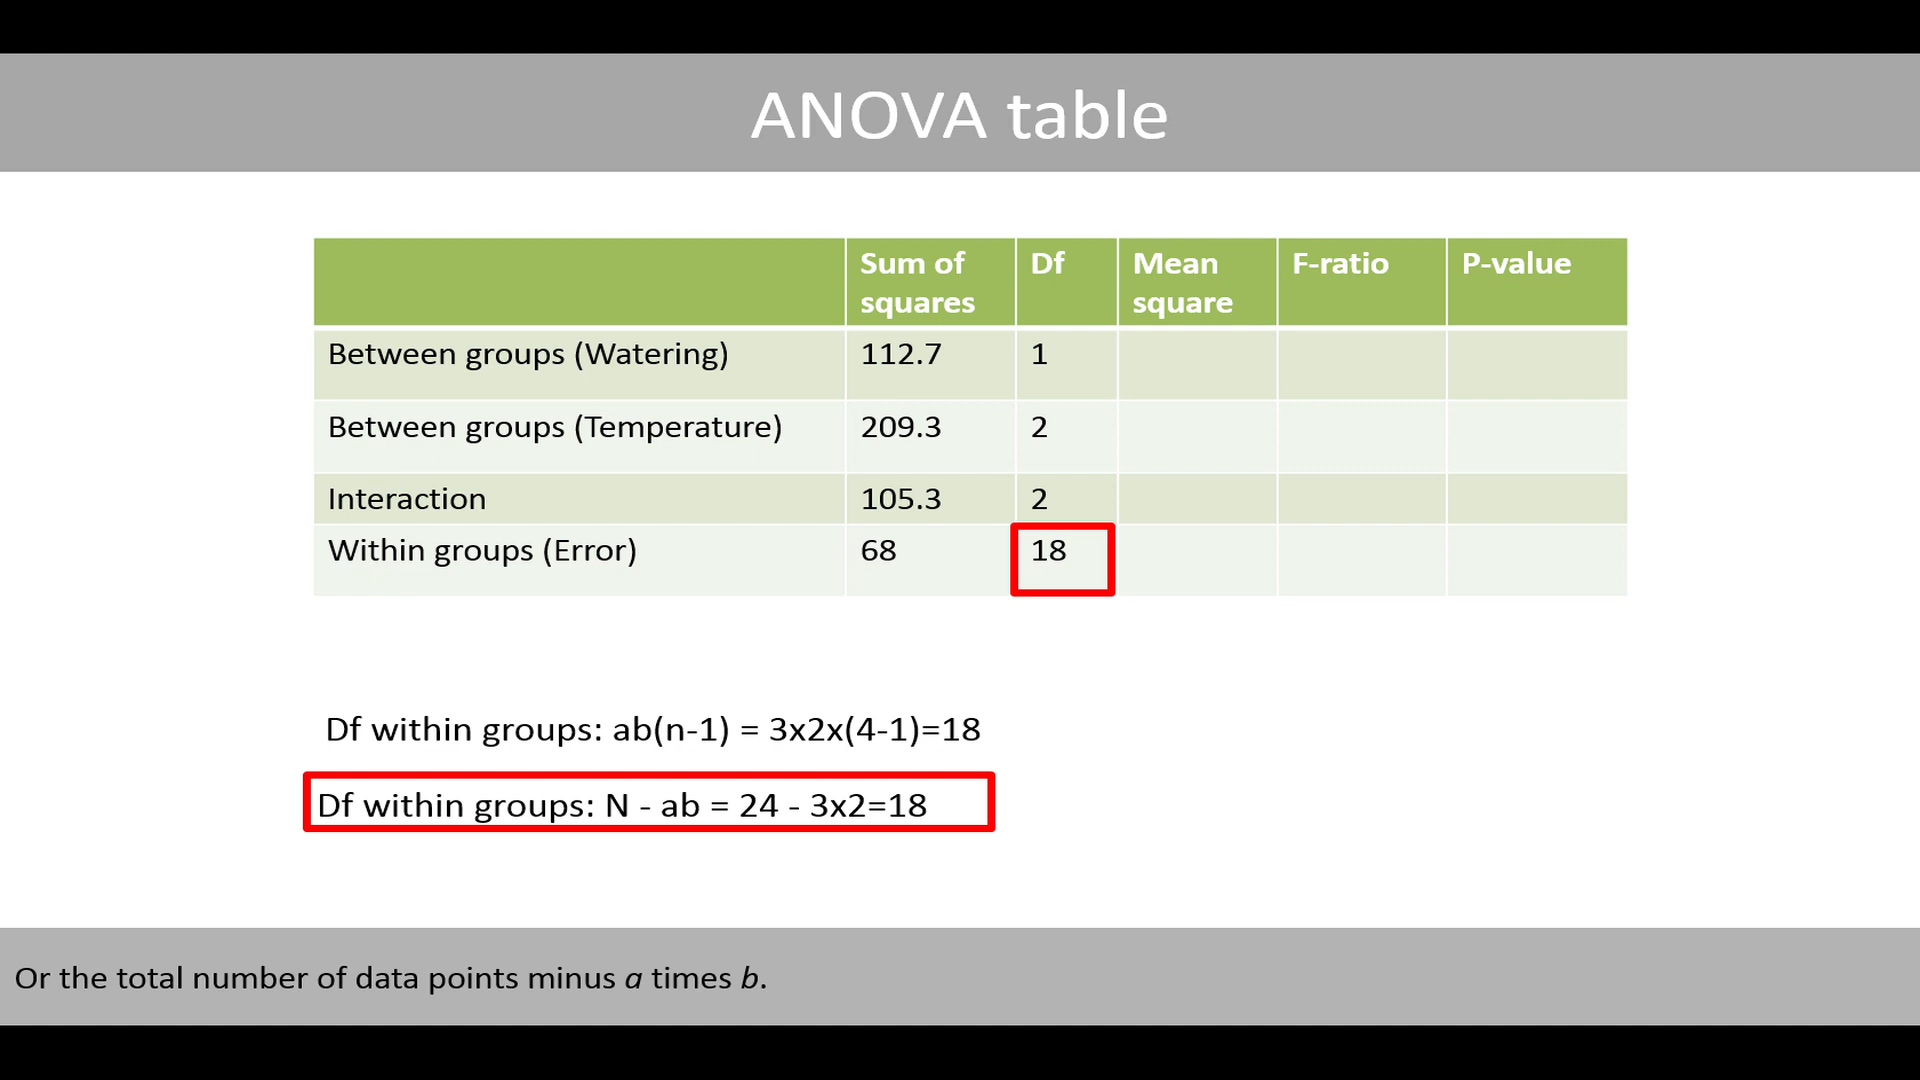 ANOVA table
Sum of squares Df Mean square F-ratio P-value
Between groups (Watering) 112.7 1
Between groups (Temperature) 209.3 2
Interaction 105.3 2
Within groups (Error) 68 18
Df within groups: ab(n-1) = 3x2x(4-1)=18
Df within groups: N - ab = 24 - 3x2=18
Or the total number of data points minus a times b.